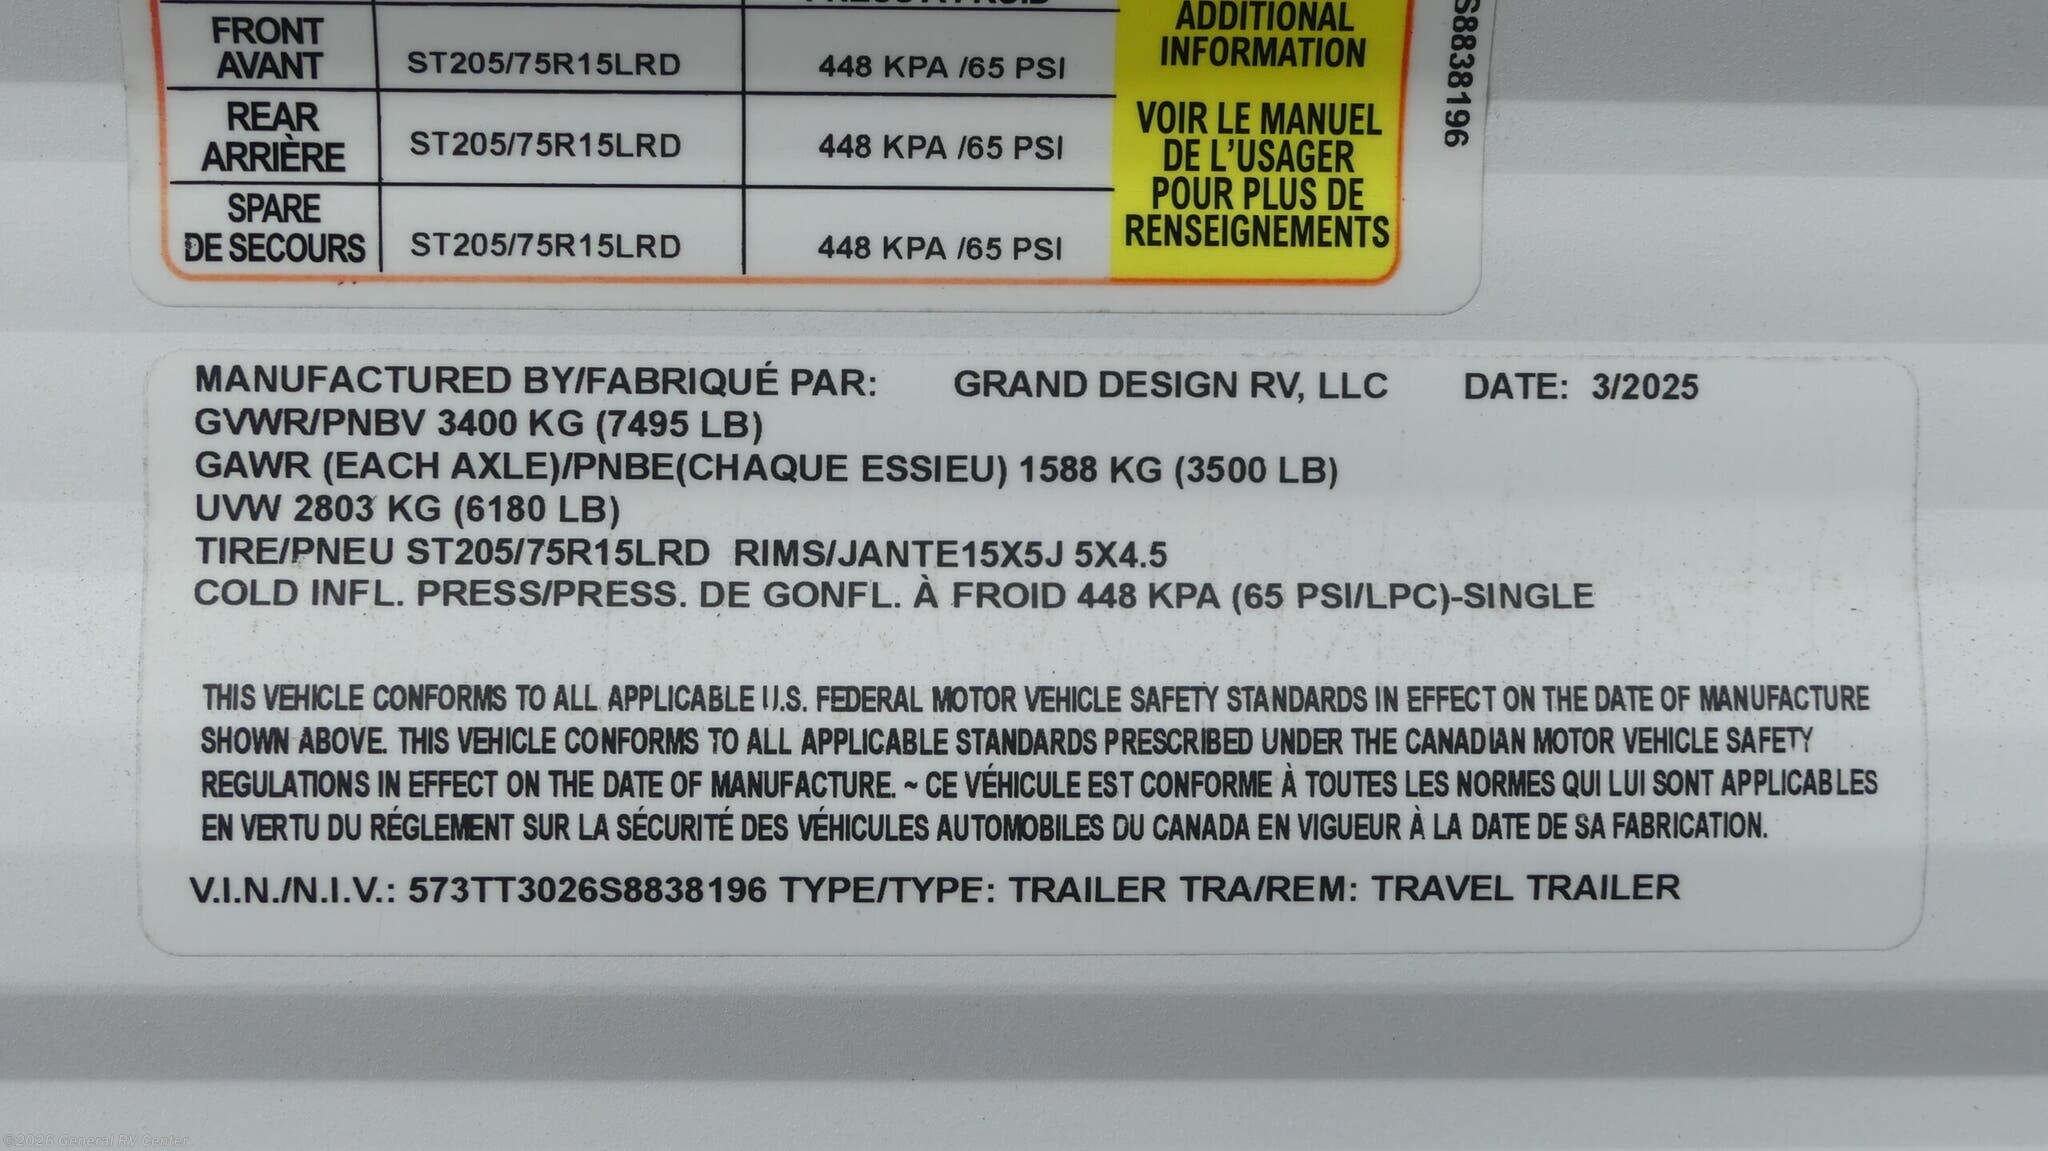 FRONT
AVANT
ST205/75R15LRD
448 KPA /65 PSI
REAR
ARRIÈRE
ST205/75R15LRD
448 KPA /65 PSI
SPARE
DE SECOURS
ST205/75R15LRD
448 KPA /65 PSI
ADDITIONAL
INFORMATION
VOIR LE MANUEL
DE L'USAGER
POUR PLUS DE
RENSEIGNEMENTS
S8838196
MANUFACTURED BY/FABRIQUÉ PAR: GRAND DESIGN RV, LLC DATE: 3/2025
GVWR/PNBV 3400 KG (7495 LB)
GAWR (EACH AXLE)/PNBE(CHAQUE ESSIEU) 1588 KG (3500 LB)
UVW 2803 KG (6180 LB)
TIRE/PNEU ST205/75R15LRD RIMS/JANTE15X5J 5X4.5
COLD INFL. PRESS/PRESS. DE GONFL. À FROID 448 KPA (65 PSI/LPC)-SINGLE
THIS VEHICLE CONFORMS TO ALL APPLICABLE U.S. FEDERAL MOTOR VEHICLE SAFETY STANDARDS IN EFFECT ON THE DATE OF MANUFACTURE
SHOWN ABOVE. THIS VEHICLE CONFORMS TO ALL APPLICABLE STANDARDS PRESCRIBED UNDER THE CANADIAN MOTOR VEHICLE SAFETY
REGULATIONS IN EFFECT ON THE DATE OF MANUFACTURE. ~ CE VÉHICULE EST CONFORME À TOUTES LES NORMES QUI LUI SONT APPLICABLES
EN VERTU DU RÉGLEMENT SUR LA SÉCURITÉ DES VÉHICULES AUTOMOBILES DU CANADA EN VIGUEUR À LA DATE DE SA FABRICATION.
V.I.N./N.I.V.: 573TT3026S8838196 TYPE/TYPE: TRAILER TRA/REM: TRAVEL TRAILER
©2026 General RV Center